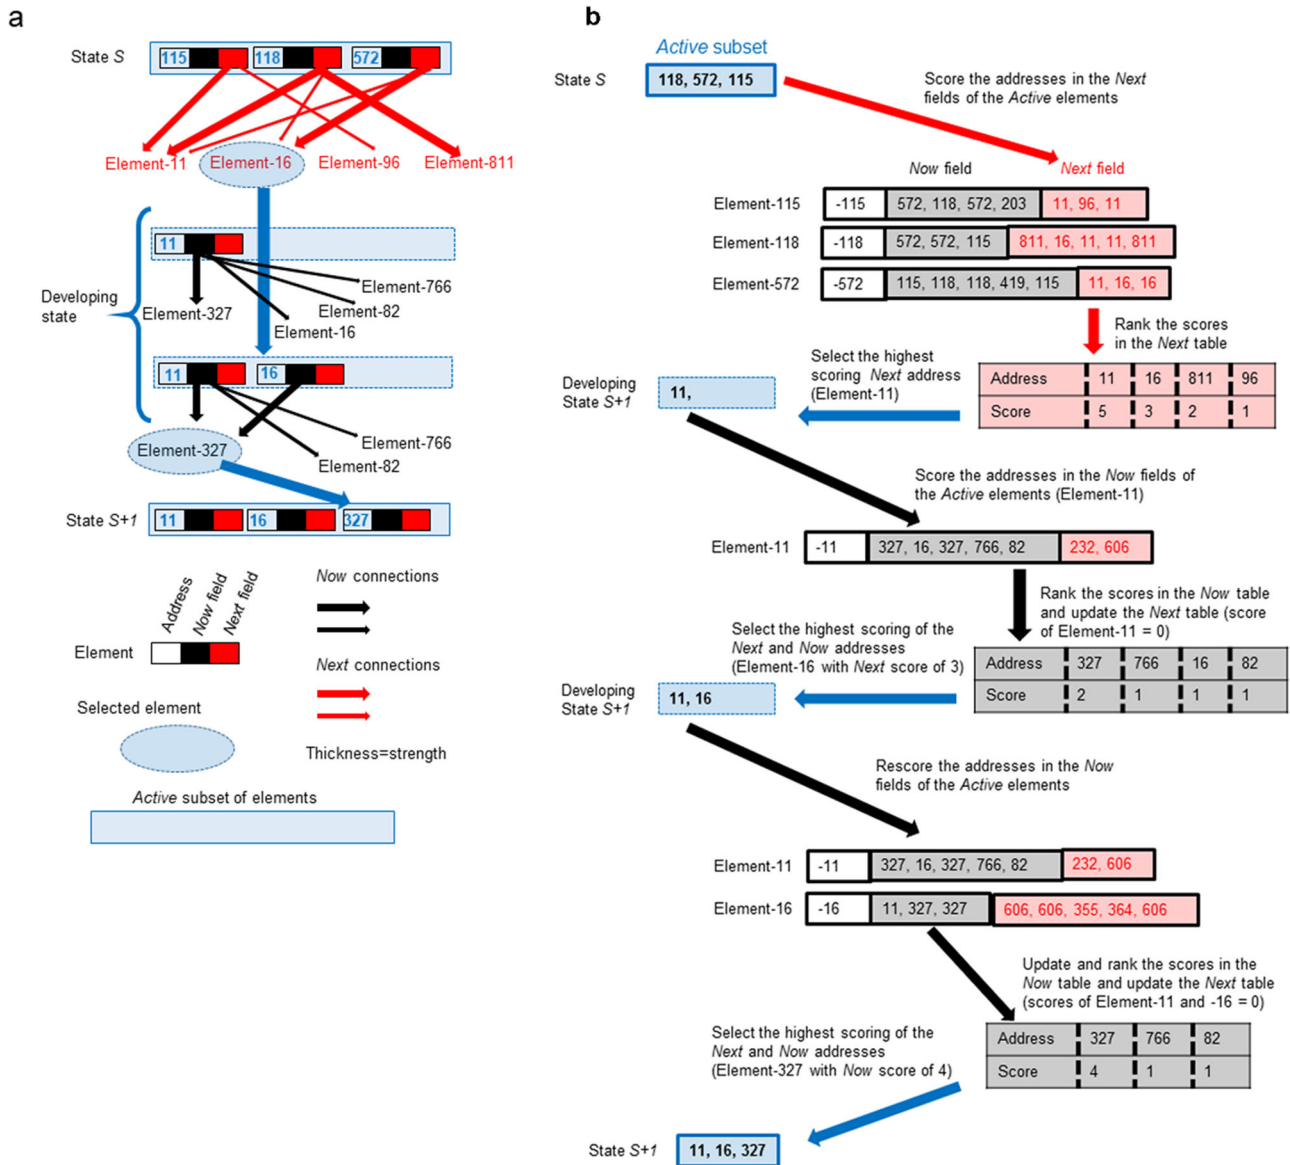 a
State S
115
118
572
Element-11
Element-16
Element-96
Element-811
11
Developing
state
Element-766
Element-82
Element-327
Element-16
11
16
Element-327
Element-766
Element-82
State S+1
11
16
327
Address
Now field
Next field
Element
Now connections
Next connections
Selected element
Thickness=strength
Active subset of elements
b
Active subset
State S
118, 572, 115
Score the addresses in the Next
fields of the Active elements
Now field
Next field
Element-115
-115
572, 118, 572, 203
11, 96, 11
Element-118
-118
572, 572, 115
811, 16, 11, 11, 811
Element-572
-572
115, 118, 118, 419, 115
11, 16, 16
Rank the scores
in the Next table
Select the highest
scoring Next address
(Element-11)
Developing
State S+1
11,
Address 11 16 811 96
Score 5 3 2 1
Score the addresses in the Now fields of
the Active elements (Element-11)
Element-11
-11
327, 16, 327, 766, 82
232, 606
Rank the scores in the Now table
and update the Next table (score
of Element-11 = 0)
Select the highest scoring of the
Next and Now addresses
(Element-16 with Next score of 3)
Developing
State S+1
11, 16
Address 327 766 16 82
Score 2 1 1 1
Rescore the addresses in the Now
fields of the Active elements
Element-11
-11
327, 16, 327, 766, 82
232, 606
Element-16
-16
11, 327, 327
606, 606, 355, 364, 606
Update and rank the scores in the
Now table and update the Next table
(scores of Element-11 and -16 = 0)
Select the highest scoring of the
Next and Now addresses
(Element-327 with Now score of 4)
Address 327 766 82
Score 4 1 1
State S+1
11, 16, 327